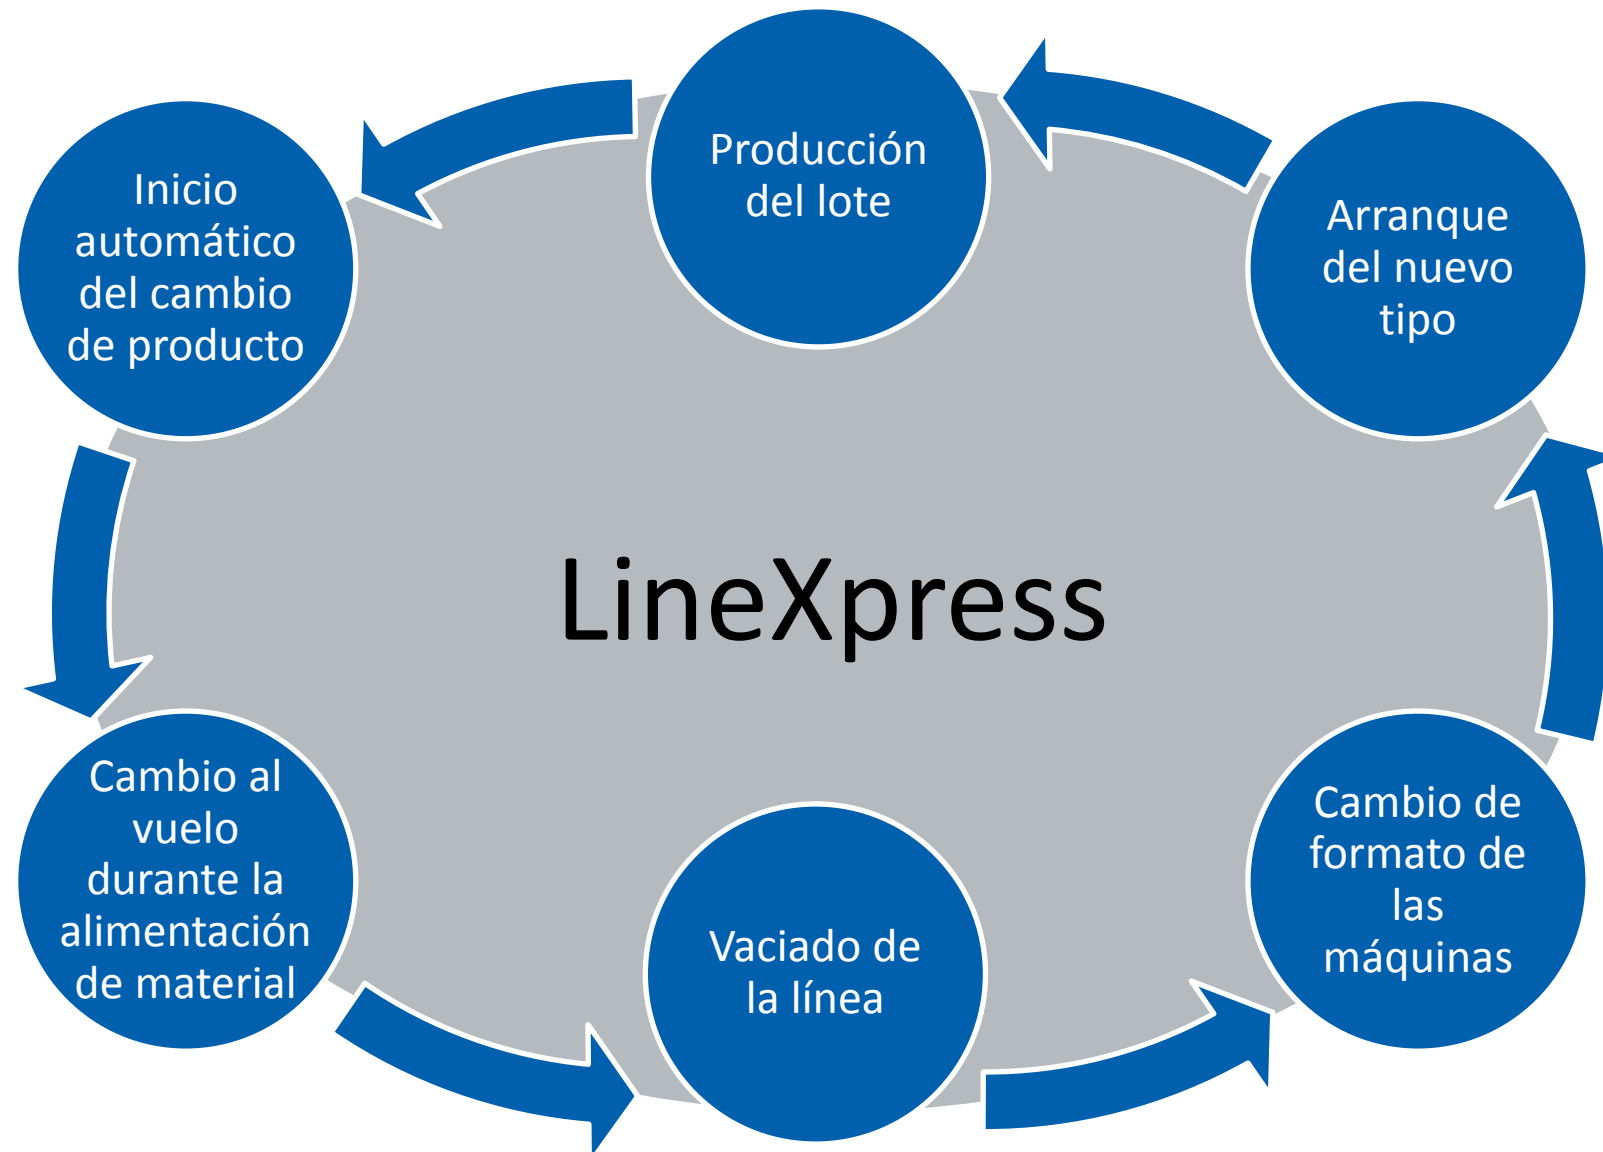 Producción
del lote
Inicio
automático
del cambio
de producto
Arranque
del nuevo
tipo
LineXpress
Cambio al
vuelo
durante la
alimentación
de material
Vaciado de
la línea
Cambio de
formato de
las
máquinas